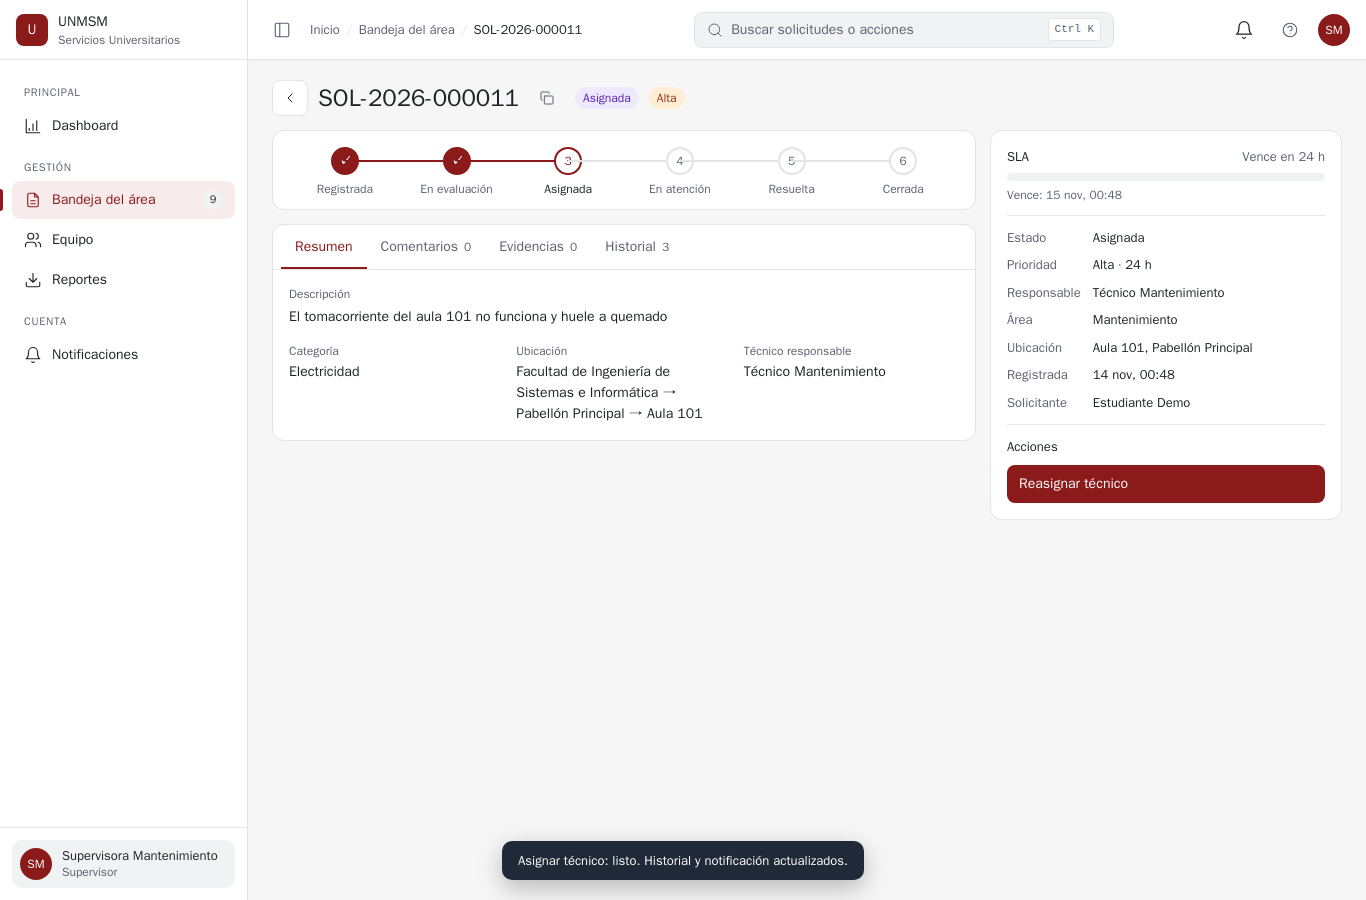 U
UNMSM
Servicios Universitarios
Inicio / Bandeja del área / SOL-2026-000011
Buscar solicitudes o acciones
Ctrl K
SM
PRINCIPAL
Dashboard
GESTIÓN
Bandeja del área 9
Equipo
Reportes
CUENTA
Notificaciones
SM
Supervisora Mantenimiento
Supervisor
SOL-2026-000011
Asignada
Alta
✓ ✓ 3 4 5 6
Registrada En evaluación Asignada En atención Resuelta Cerrada
Resumen Comentarios 0 Evidencias 0 Historial 3
Descripción
El tomacorriente del aula 101 no funciona y huele a quemado
Categoría
Electricidad
Ubicación
Facultad de Ingeniería de
Sistemas e Informática →
Pabellón Principal → Aula 101
Técnico responsable
Técnico Mantenimiento
SLA Vence en 24 h
Vence: 15 nov, 00:48
Estado Asignada
Prioridad Alta · 24 h
Responsable Técnico Mantenimiento
Área Mantenimiento
Ubicación Aula 101, Pabellón Principal
Registrada 14 nov, 00:48
Solicitante Estudiante Demo
Acciones
Reasignar técnico
Asignar técnico: listo. Historial y notificación actualizados.